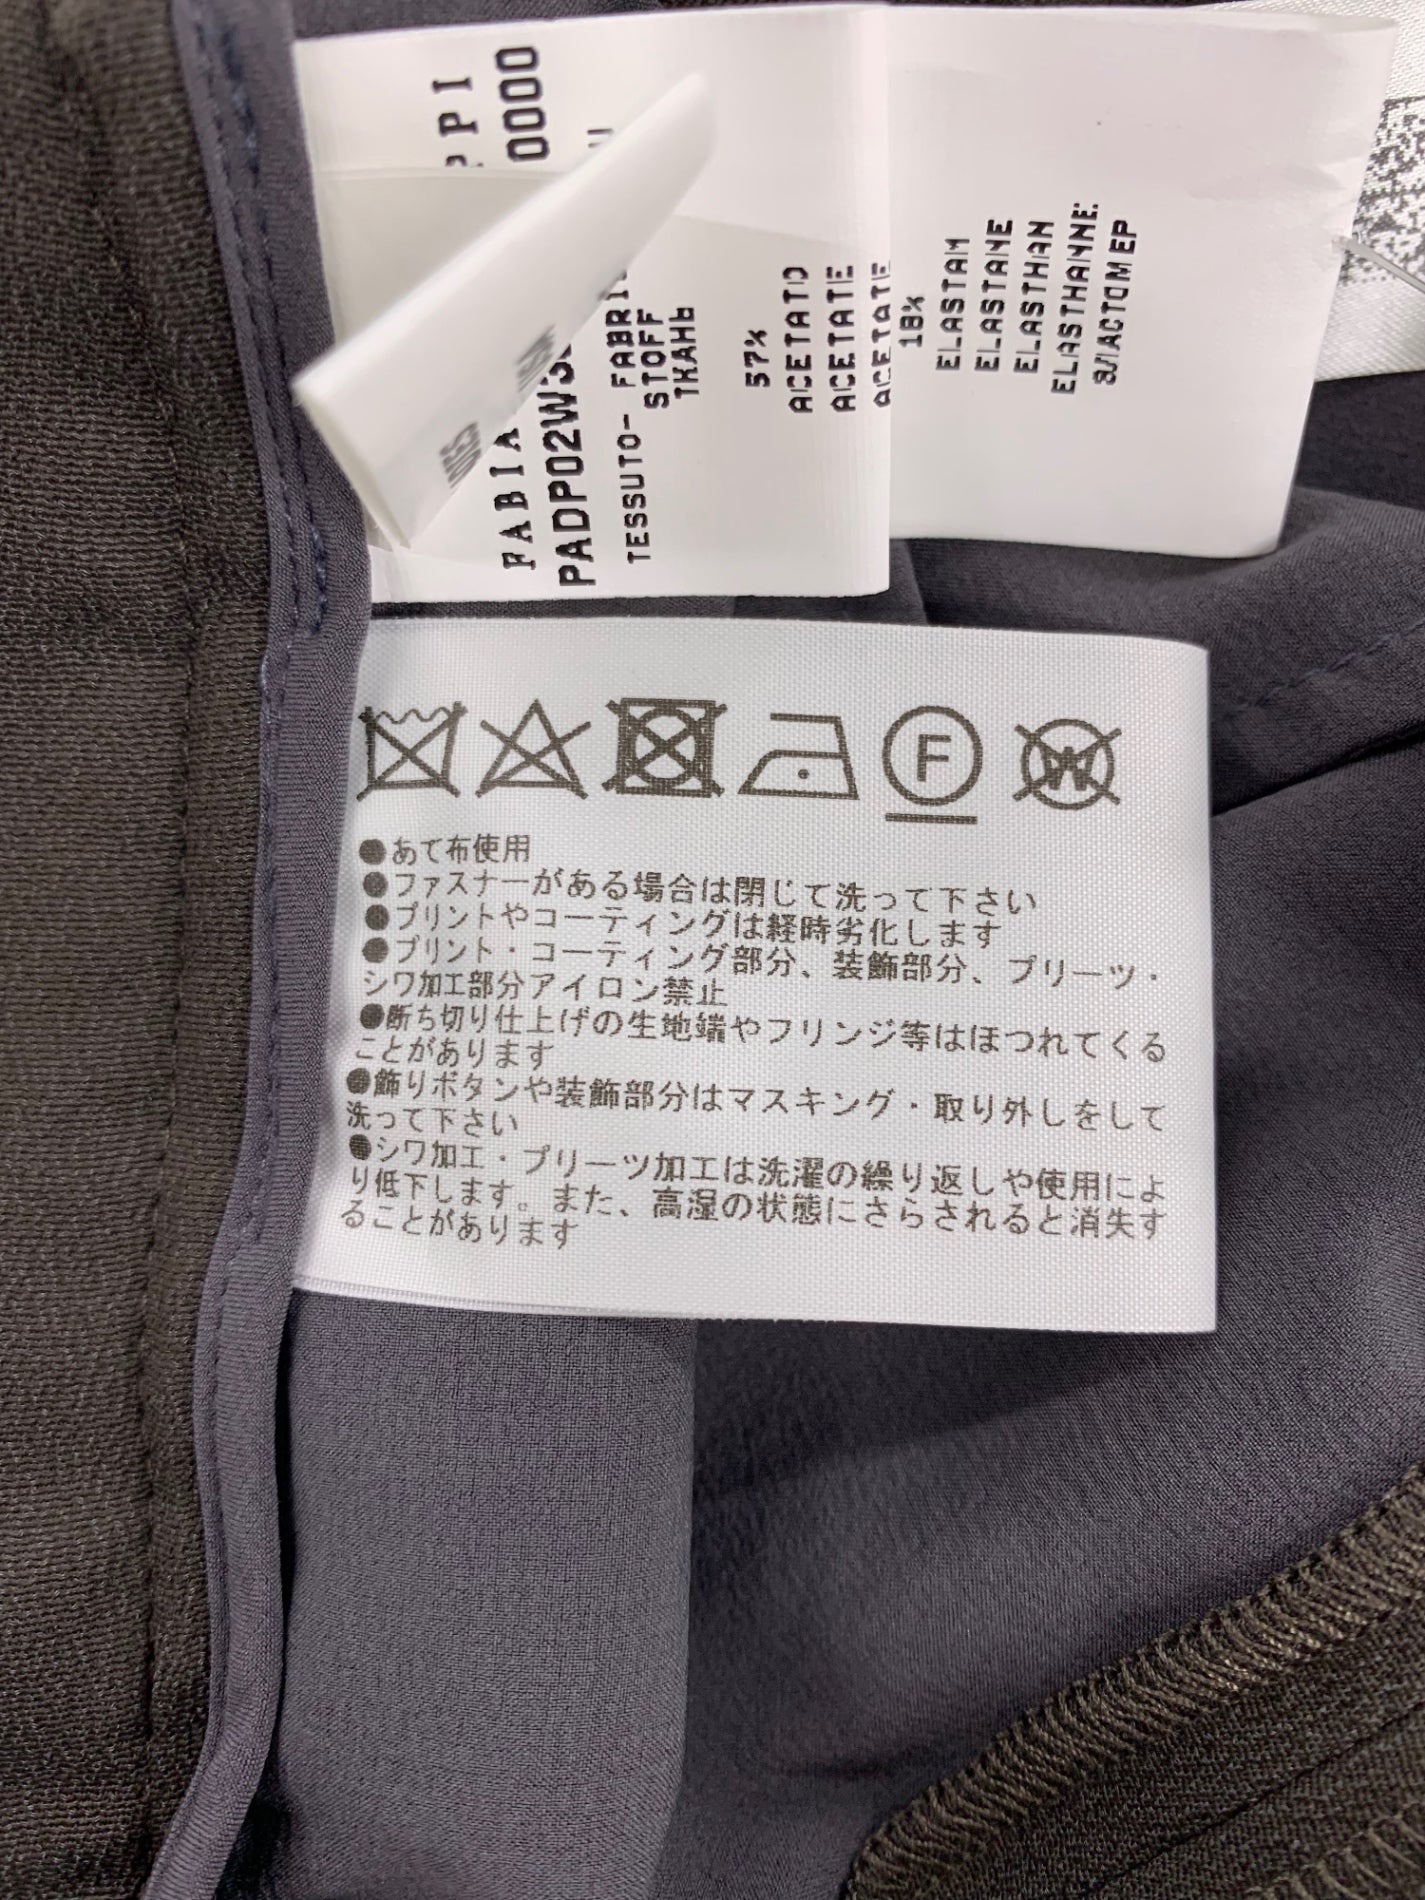 PPI
0000
FABIA
PADP02W3
TESSUTO- FABRI
STOFF
ТКАНЬ
57%
ACETATO
ACETATE
ACETATE
18%
ELASTAM
ELASTANE
ELASTHAN
ELASTHANNE
ЭЛАСТОМЕР
F
W
●あて布使用
●ファスナーがある場合は閉じて洗って下さい
●プリントやコーティングは経時劣化します
●プリント・コーティング部分、装飾部分、プリーツ・
シワ加工部分アイロン禁止
●断ち切り仕上げの生地端やフリンジ等はほつれてくる
ことがあります
●飾りボタンや装飾部分はマスキング・取り外しをして
洗って下さい
●シワ加工・プリーツ加工は洗濯の繰り返しや使用によ
り低下します。また、高湿の状態にさらされると消失す
ることがあります